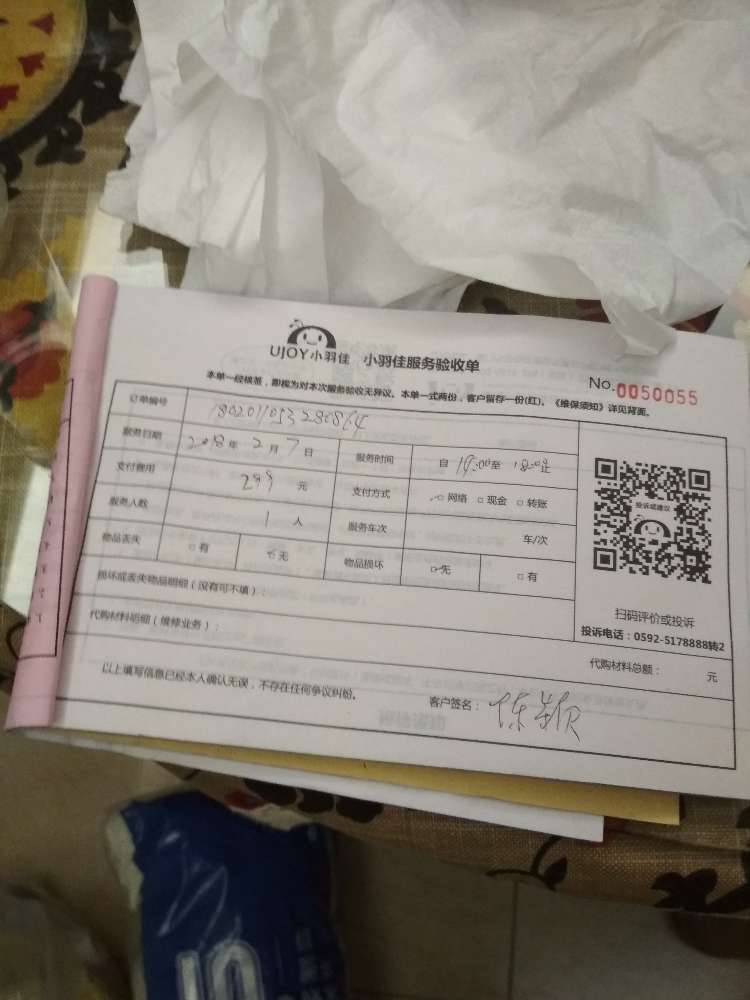 UJOY小羽佳 小羽佳服务验收单
No.0050055
本单一经核签，即视为对本次服务验收无异议。本单一式两份，客户留存一份(红)。《维保须知》详见背面。
订单编号 180201105328086
服务日期 2018年2月7日 服务时间 自 14:00至 18:00止
支付费用 299 元 支付方式 网络 现金 转账
服务人数 1 人 服务车次 车/次
物品丢失 有 无 物品损坏 无 有
损坏或丢失物品明细（没有可不填）：
代购材料明细（维修业务）：
代购材料总额： 元
以上填写信息已经本人确认无误，不存在任何争议纠纷。
客户签名：陈颖
投诉或建议
扫码评价或投诉
投诉电话：0592-5178888转2